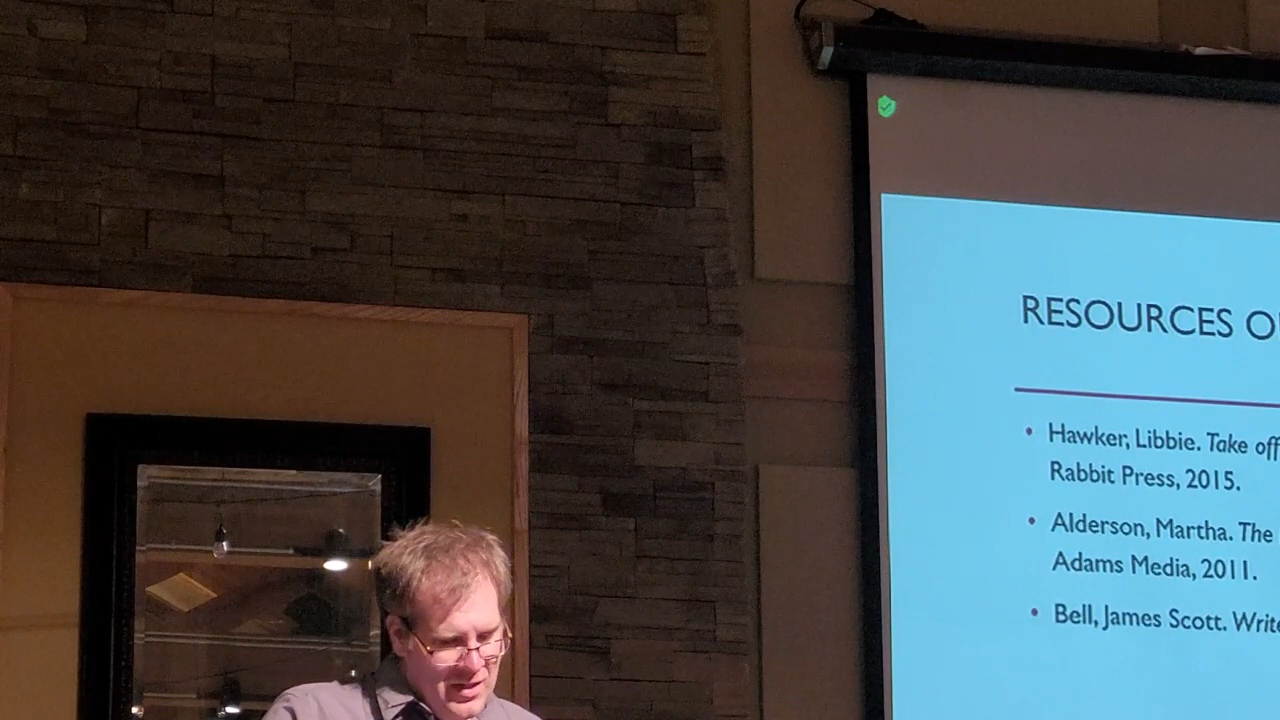 RESOURCES
• Hawker, Libbie. Take off
Rabbit Press, 2015.
• Alderson, Martha. The
Adams Media, 2011.
• Bell, James Scott. Write